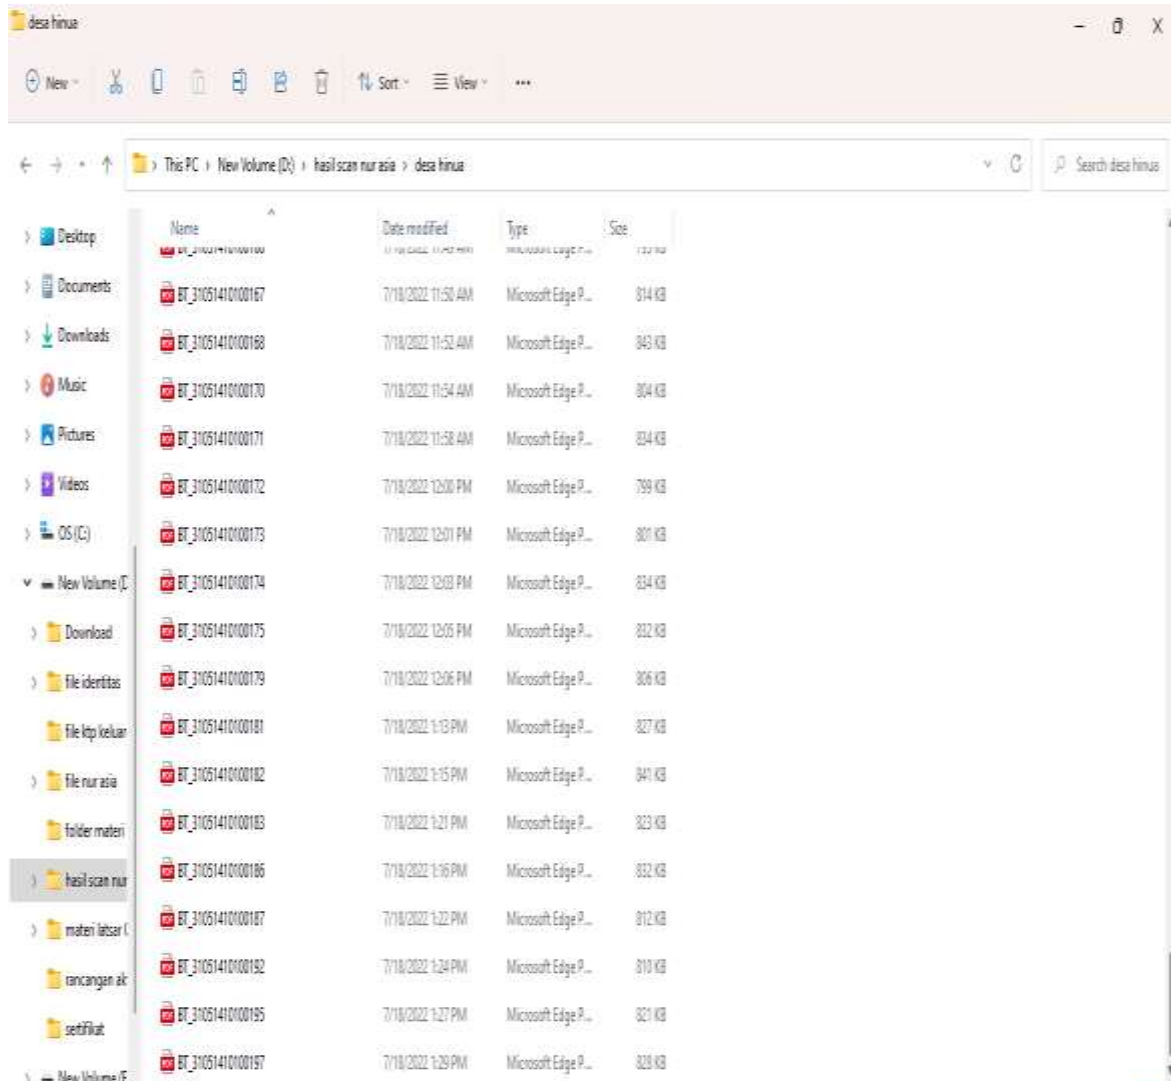 desa hinua
New
Sort
View
This PC > New Volume (D:) > hasil scan nur asia > desa hinua
Search desa hinua
Name Date modified Type Size
Desktop
Documents
Downloads
Music
Pictures
Videos
OS (C:)
New Volume (D
Download
file identitas
file ktp keluar
file nur asia
folder materi
hasil scan nur
materi latsar C
rancangan ak
sertifikat
New Volume (E
BT_31051410100167 7/18/2022 11:50 AM Microsoft Edge P... 814 KB
BT_31051410100168 7/18/2022 11:52 AM Microsoft Edge P... 843 KB
BT_31051410100170 7/18/2022 11:54 AM Microsoft Edge P... 804 KB
BT_31051410100171 7/18/2022 11:58 AM Microsoft Edge P... 834 KB
BT_31051410100172 7/18/2022 12:00 PM Microsoft Edge P... 799 KB
BT_31051410100173 7/18/2022 12:01 PM Microsoft Edge P... 801 KB
BT_31051410100174 7/18/2022 12:03 PM Microsoft Edge P... 834 KB
BT_31051410100175 7/18/2022 12:05 PM Microsoft Edge P... 832 KB
BT_31051410100179 7/18/2022 12:06 PM Microsoft Edge P... 806 KB
BT_31051410100181 7/18/2022 1:13 PM Microsoft Edge P... 827 KB
BT_31051410100182 7/18/2022 1:15 PM Microsoft Edge P... 841 KB
BT_31051410100183 7/18/2022 1:21 PM Microsoft Edge P... 823 KB
BT_31051410100186 7/18/2022 1:16 PM Microsoft Edge P... 832 KB
BT_31051410100187 7/18/2022 1:22 PM Microsoft Edge P... 812 KB
BT_31051410100192 7/18/2022 1:24 PM Microsoft Edge P... 810 KB
BT_31051410100195 7/18/2022 1:27 PM Microsoft Edge P... 821 KB
BT_31051410100197 7/18/2022 1:29 PM Microsoft Edge P... 828 KB